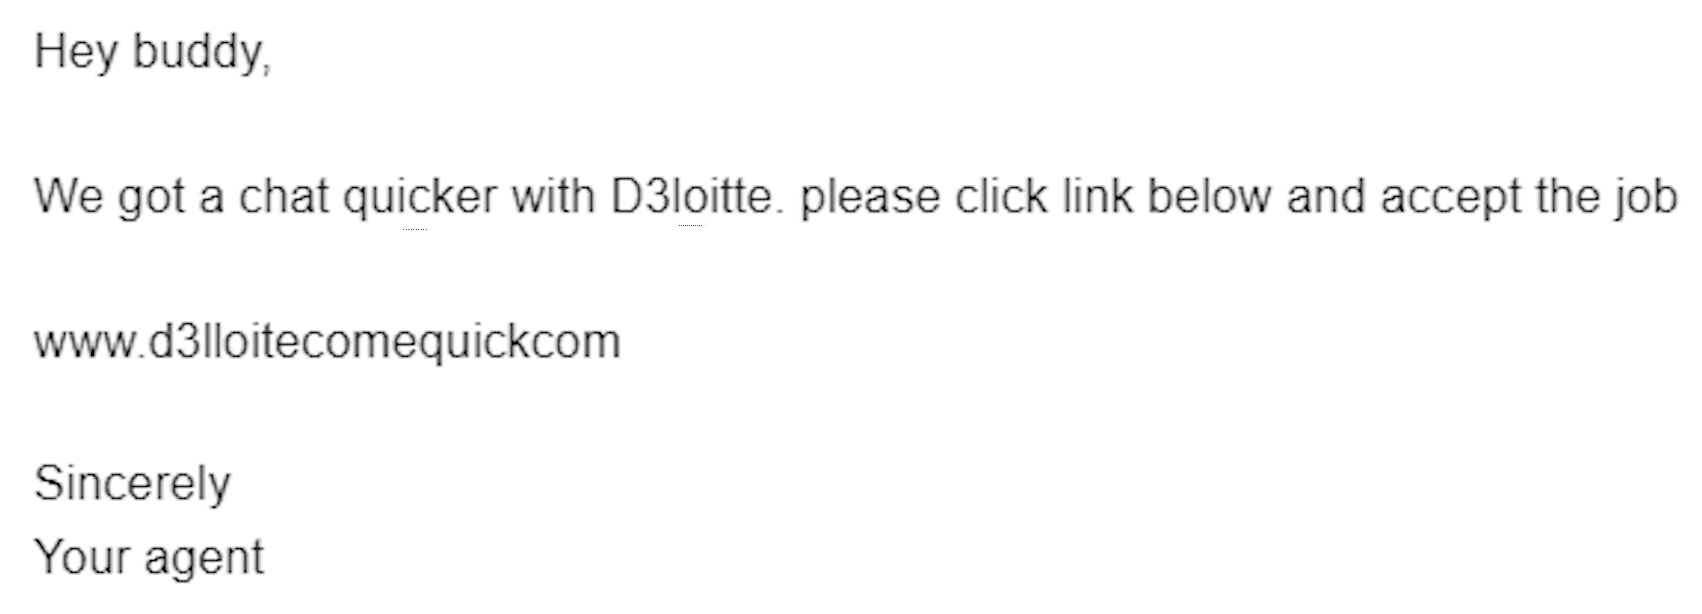 Hey buddy,
We got a chat quicker with D3loitte. please click link below and accept the job
www.d3lloitecomequickcom
Sincerely
Your agent